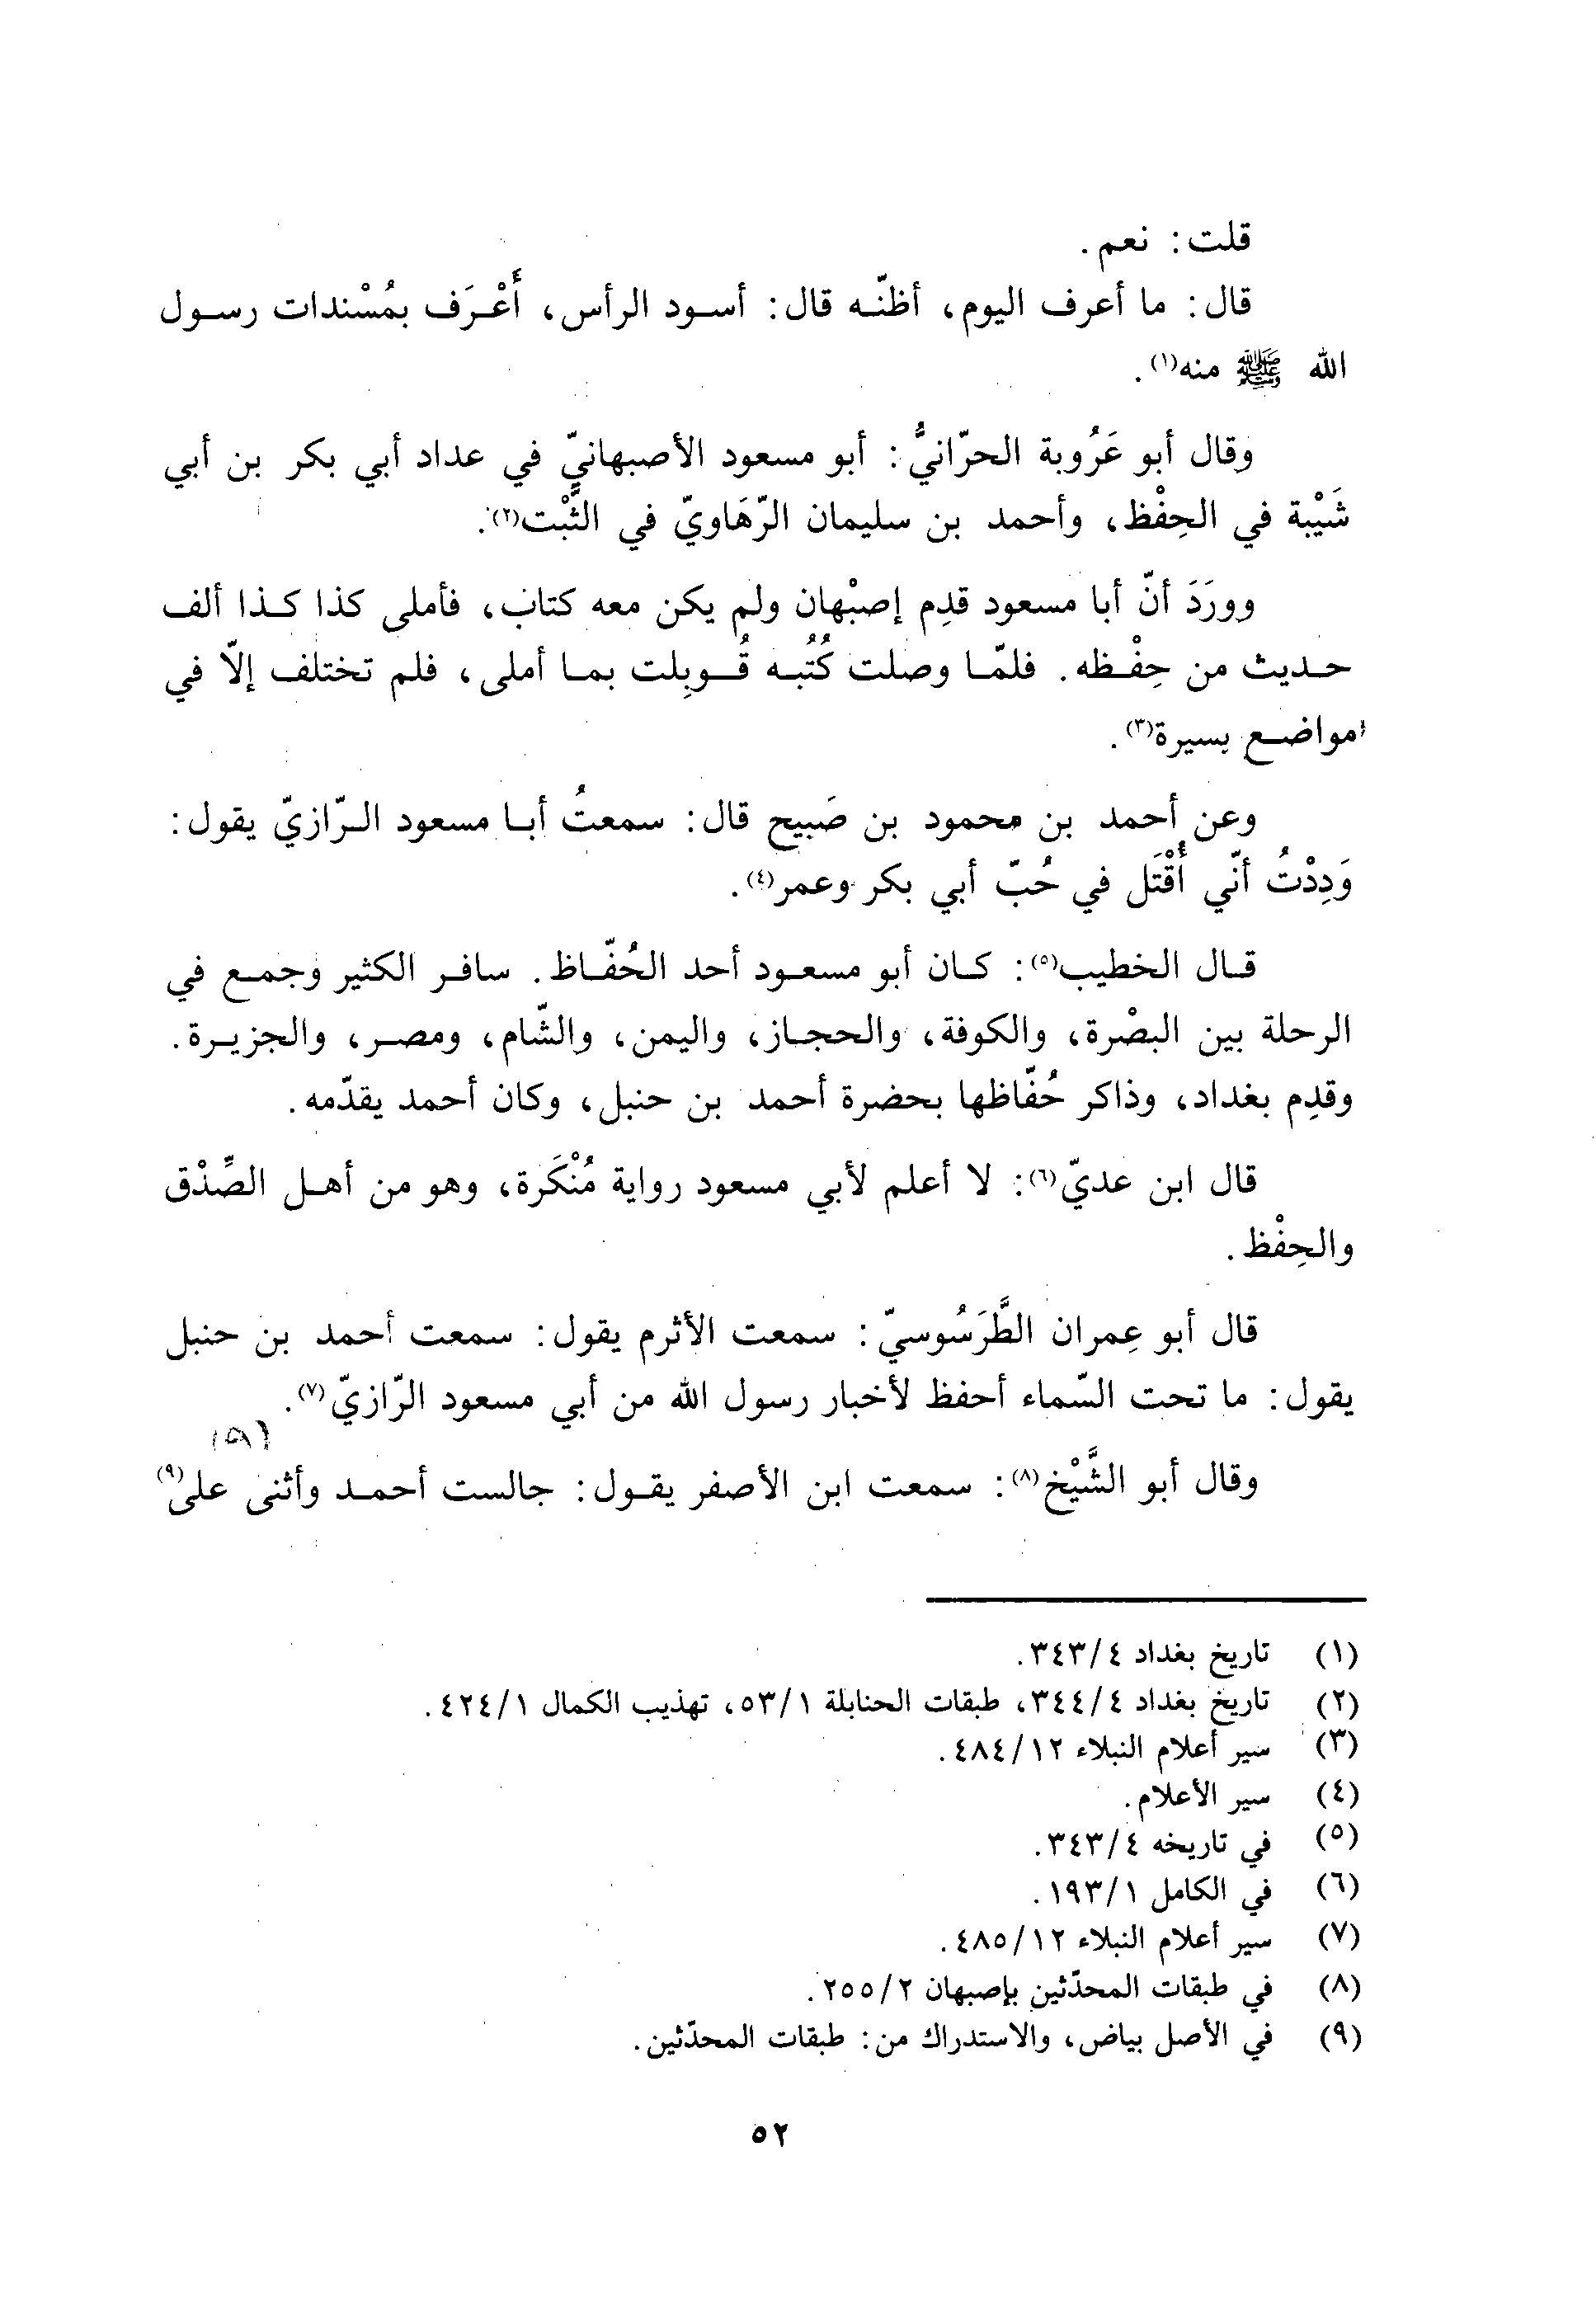 قلت: نعم.
قال: ما أعرف اليوم، أظنّه قال: أسود الرأس، أَعْرَف بمُسْندات رسول
الله ﷺ منه(١).
وقال أبو عَرُوبة الحرّانيُّ: أبو مسعود الأصبهانيّ في عداد أبي بكر بن أبي
شَيْبة في الحِفْظ، وأحمد بن سليمان الرّهَاويّ في الثَّبْت(٢).
وورَدَ أنّ أبا مسعود قدِم إصبْهان ولم يكن معه كتاب، فأملى كذا كذا ألف
حديث من حِفْظه. فلمّا وصلت كُتُبه قُوبِلت بما أملى، فلم تختلف إلّا في
مواضع يسيرة(٣).
وعن أحمد بن محمود بن صَبيح قال: سمعتُ أبا مسعود الرّازيّ يقول:
وَدِدْتُ أنّي أُقْتَل في حُبّ أبي بكر وعمر(٤).
قال الخطيب(٥): كان أبو مسعود أحد الحُفّاظ. سافر الكثير وجمع في
الرحلة بين البصْرة، والكوفة، والحجاز، واليمن، والشّام، ومصر، والجزيرة.
وقدِم بغداد، وذاكر حُفّاظها بحضرة أحمد بن حنبل، وكان أحمد يقدّمه.
قال ابن عديّ(٦): لا أعلم لأبي مسعود رواية مُنْكَرة، وهو من أهل الصِّدْق
والحِفْظ.
قال أبو عِمران الطَّرَسُوسيّ: سمعت الأثرم يقول: سمعت أحمد بن حنبل
يقول: ما تحت السّماء أحفظ لأخبار رسول الله من أبي مسعود الرّازيّ(٧).
وقال أبو الشَّيْخ(٨): سمعت ابن الأصفر يقول: جالست أحمد وأثنى على(٩)
(١) تاريخ بغداد ٣٤٣/٤.
(٢) تاريخ بغداد ٣٤٤/٤، طبقات الحنابلة ٥٣/١، تهذيب الكمال ٤٢٤/١.
(٣) سير أعلام النبلاء ٤٨٤/١٢.
(٤) سير الأعلام.
(٥) في تاريخه ٣٤٣/٤.
(٦) في الكامل ١٩٣/١.
(٧) سير أعلام النبلاء ٤٨٥/١٢.
(٨) في طبقات المحدّثين بإصبهان ٢٥٥/٢.
(٩) في الأصل بياض، والاستدراك من: طبقات المحدّثين.
٥٢